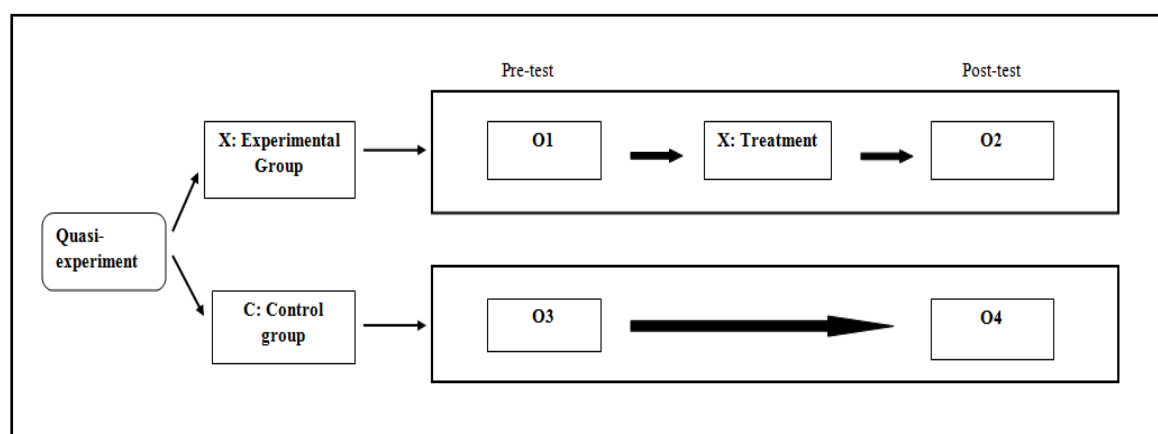 Pre-test
Post-test
X: Experimental
Group
O1
X: Treatment
O2
Quasi-
experiment
C: Control
group
O3
O4